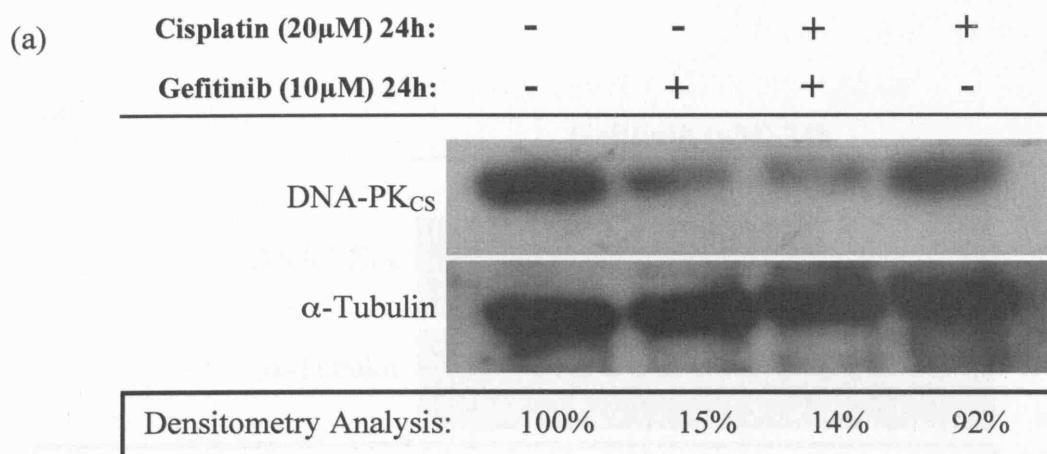 (a) Cisplatin (20µM) 24h: - - + +
Gefitinib (10µM) 24h: - + + -
DNA-PKCS
α-Tubulin
Densitometry Analysis: 100% 15% 14% 92%